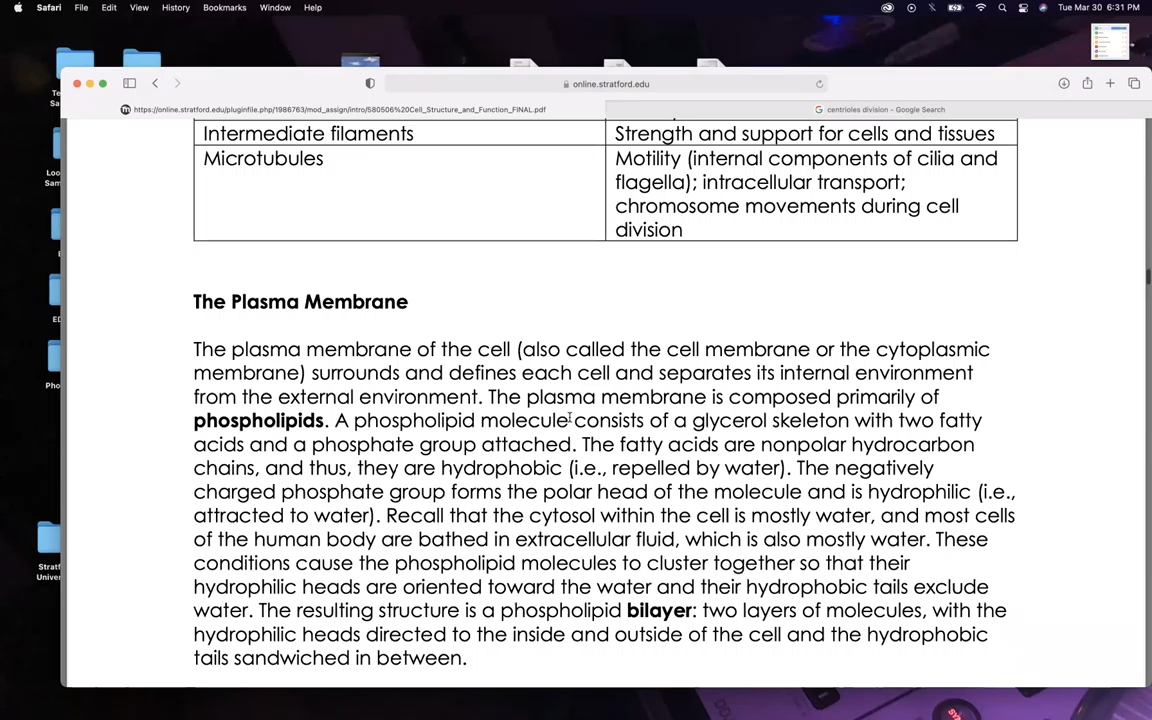 Safari File Edit View History Bookmarks Window Help Tue Mar 30 6:31 PM
online.stratford.edu
https://online.stratford.edu/pluginfile.php/1986763/mod_assign/intro/580506%20Cell_Structure_and_Function_FINAL.pdf
centrioles division - Google Search
Intermediate filaments
Strength and support for cells and tissues
Microtubules
Motility (internal components of cilia and
flagella); intracellular transport;
chromosome movements during cell
division
The Plasma Membrane
The plasma membrane of the cell (also called the cell membrane or the cytoplasmic
membrane) surrounds and defines each cell and separates its internal environment
from the external environment. The plasma membrane is composed primarily of
phospholipids. A phospholipid molecule consists of a glycerol skeleton with two fatty
acids and a phosphate group attached. The fatty acids are nonpolar hydrocarbon
chains, and thus, they are hydrophobic (i.e., repelled by water). The negatively
charged phosphate group forms the polar head of the molecule and is hydrophilic (i.e.,
attracted to water). Recall that the cytosol within the cell is mostly water, and most cells
of the human body are bathed in extracellular fluid, which is also mostly water. These
conditions cause the phospholipid molecules to cluster together so that their
hydrophilic heads are oriented toward the water and their hydrophobic tails exclude
water. The resulting structure is a phospholipid bilayer: two layers of molecules, with the
hydrophilic heads directed to the inside and outside of the cell and the hydrophobic
tails sandwiched in between.